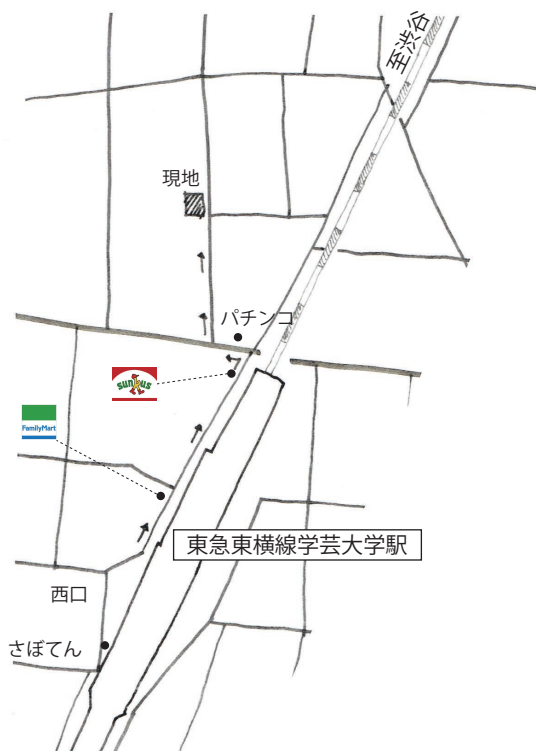 至渋谷
現地
パチンコ
sunkus
FamilyMart
東急東横線学芸大学駅
西口
さぼてん